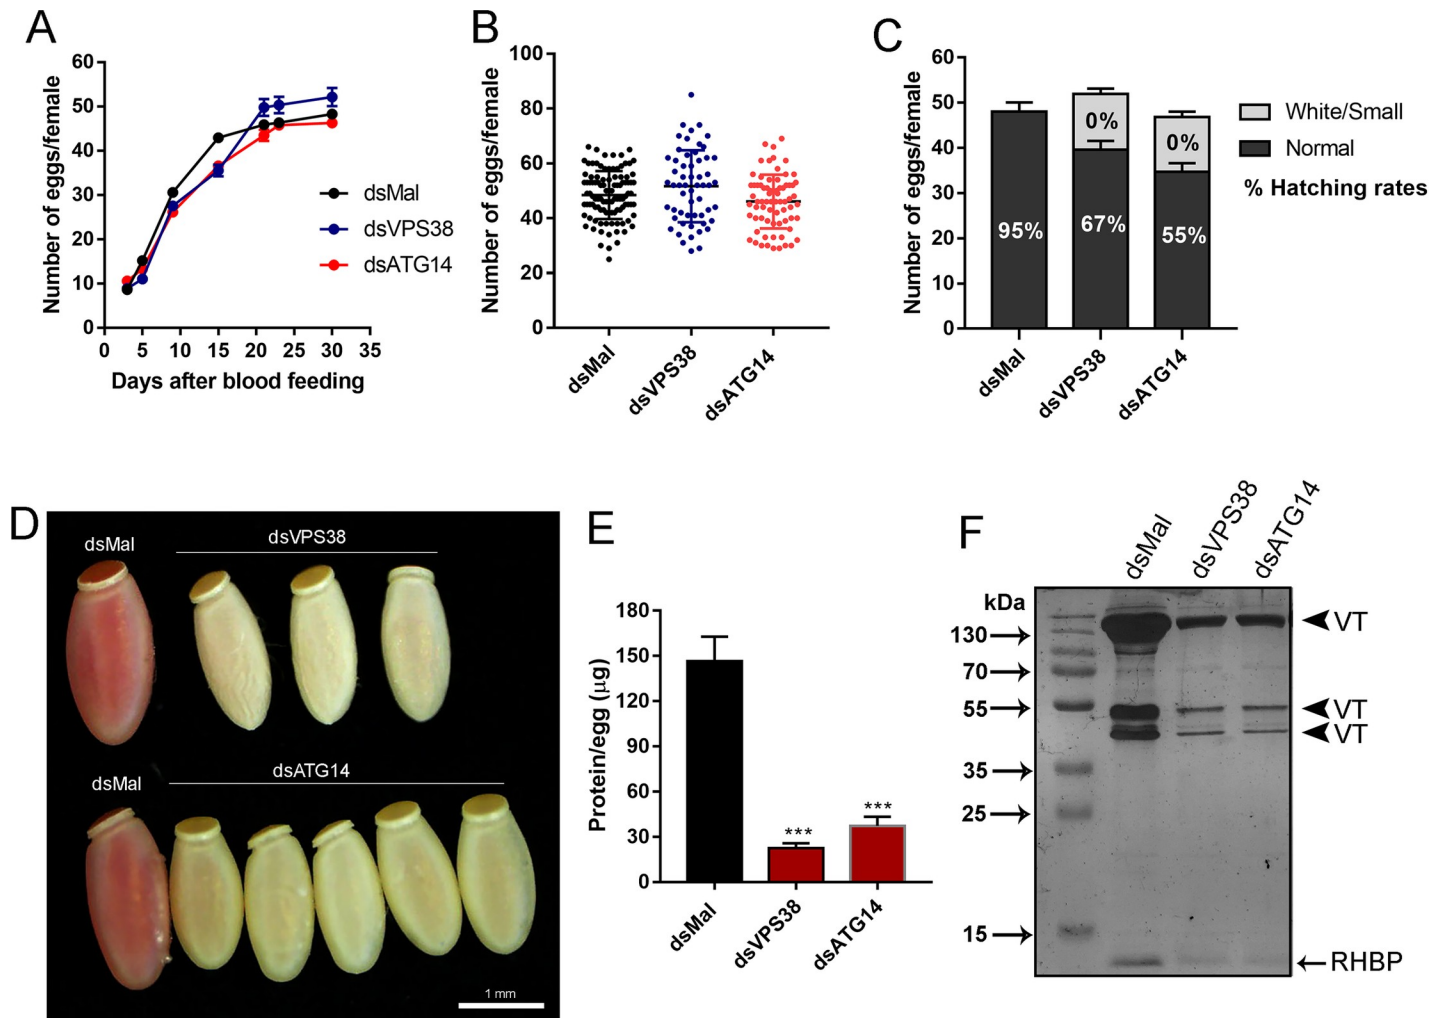 A
Number of eggs/female
60
50
40
30
20
10
0
0 5 10 15 20 25 30 35
Days after blood feeding
dsMal
dsVPS38
dsATG14
B
Number of eggs/female
100
80
60
40
20
0
dsMal
dsVPS38
dsATG14
C
Number of eggs/female
60
50
40
30
20
10
0
0%
0%
95%
67%
55%
dsMal
dsVPS38
dsATG14
White/Small
Normal
% Hatching rates
D
dsMal
dsVPS38
dsMal
dsATG14
1 mm
E
Protein/egg (µg)
180
150
120
90
60
30
0
***
***
dsMal
dsVPS38
dsATG14
F
dsMal
dsVPS38
dsATG14
kDa
130
70
55
35
25
15
VT
VT
VT
RHBP